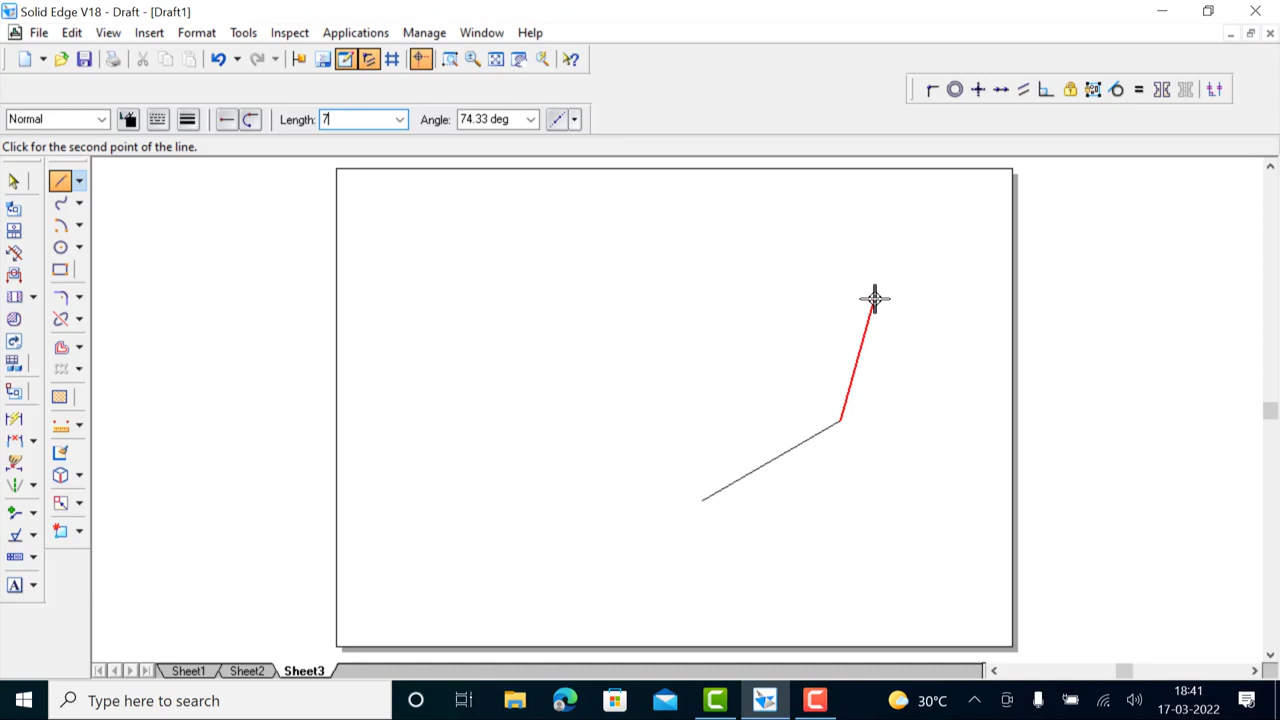 Solid Edge V18 - Draft - [Draft1]
File Edit View Insert Format Tools Inspect Applications Manage Window Help
Normal Length: 7 Angle: 74.33 deg
Click for the second point of the line.
A
Sheet1 Sheet2 Sheet3
Type here to search
30°C
18:41
17-03-2022